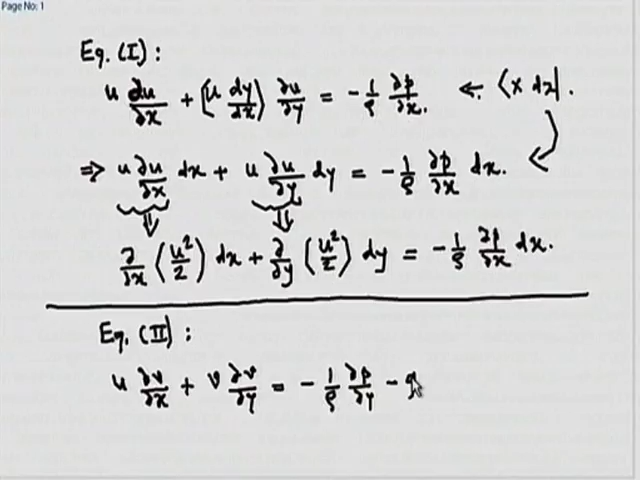 Page No: 1
Eq. (I) :
u ∂u/∂x + (u dy/dx) ∂u/∂y = -1/ρ ∂p/∂x. ← (x dx).
⇒ u ∂u/∂x dx + u ∂u/∂y dy = -1/ρ ∂p/∂x dx.
∂/∂x (u²/2) dx + ∂/∂y (u²/2) dy = -1/ρ ∂p/∂x dx.
Eq. (II) :
u ∂v/∂x + v ∂v/∂y = -1/ρ ∂p/∂y - g